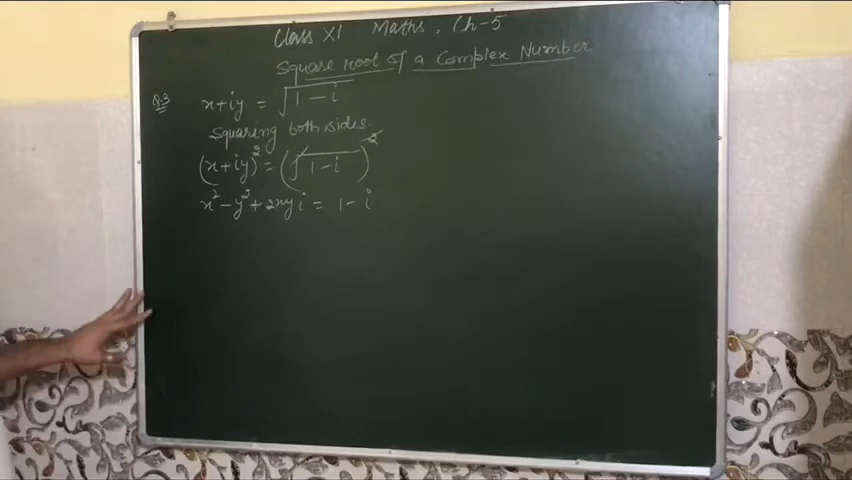 Class XI Maths, Ch-5
Square root of a Complex Number
Q.3 x+iy = √1-i
Squaring both sides
(x+iy)² = (√1-i)²
x²-y²+2xyi = 1-i